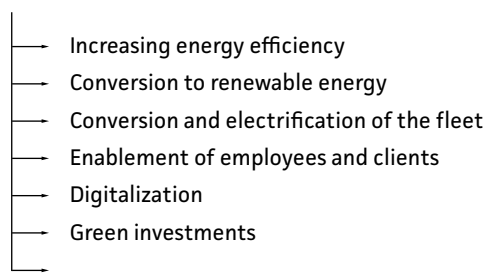 Increasing energy efficiency
Conversion to renewable energy
Conversion and electrification of the fleet
Enablement of employees and clients
Digitalization
Green investments